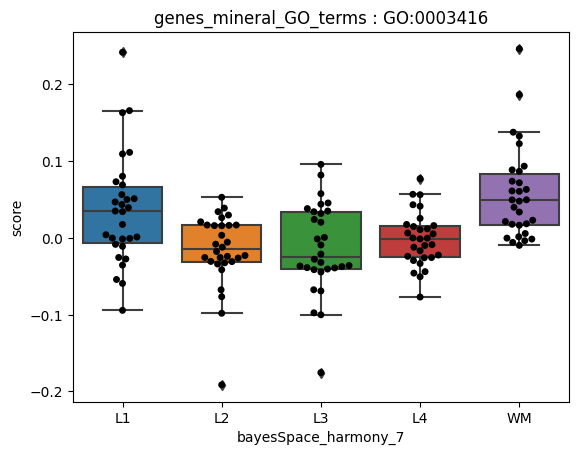 genes_mineral_GO_terms : GO:0003416
score
0.2
0.1
0.0
−0.1
−0.2
L1 L2 L3 L4 WM
bayesSpace_harmony_7